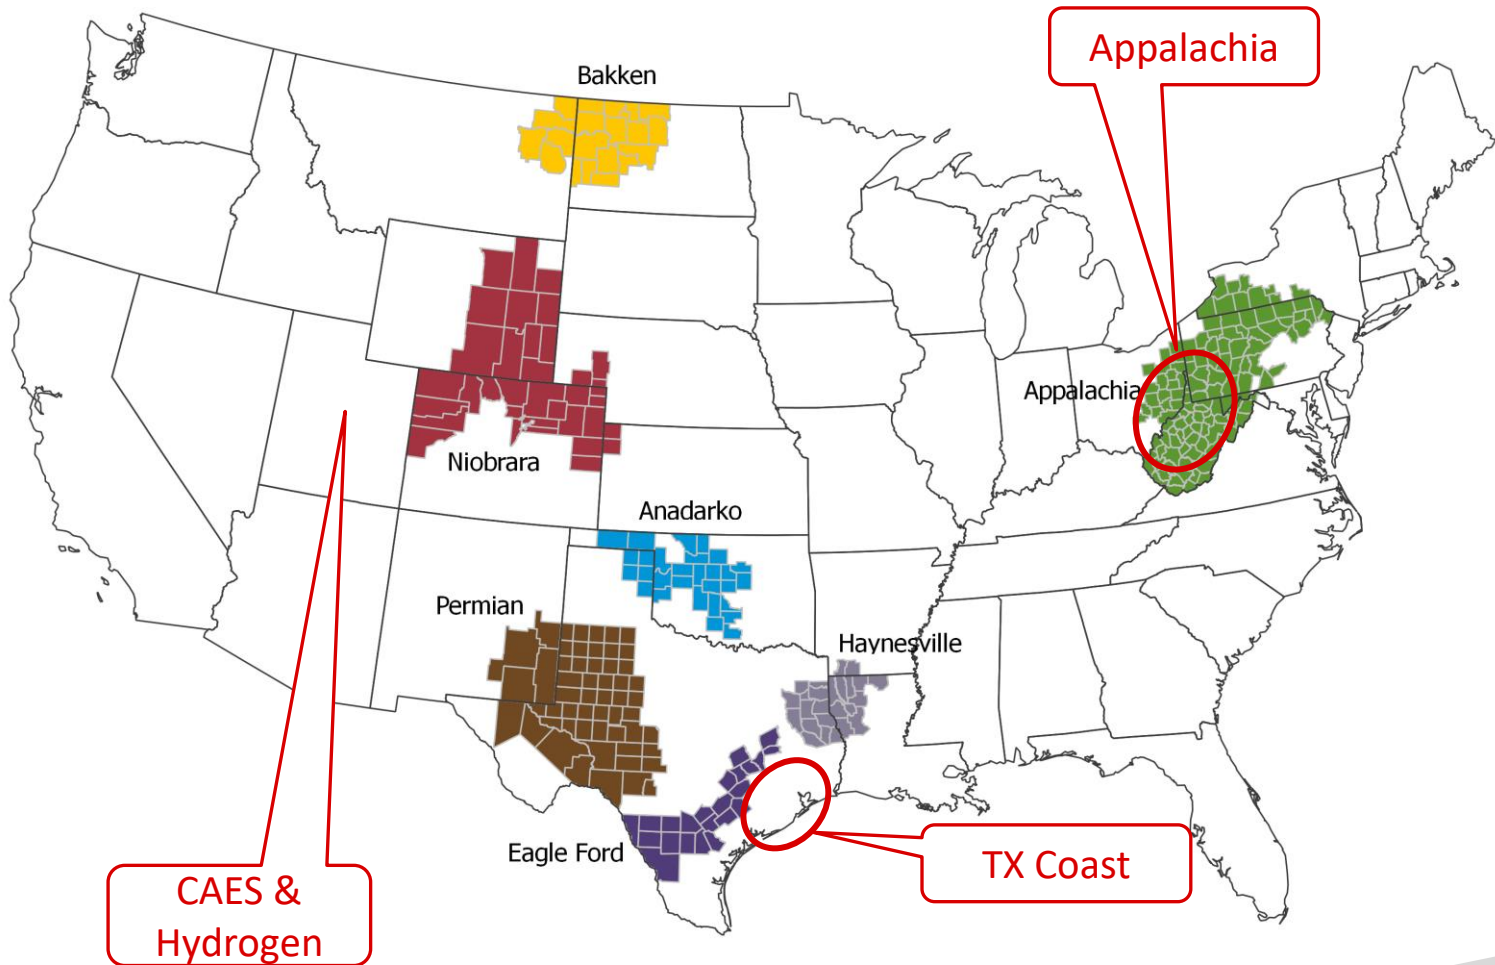 Appalachia
Bakken
Appalachia
Niobrara
Anadarko
Permian
Haynesville
Eagle Ford
TX Coast
CAES &
Hydrogen